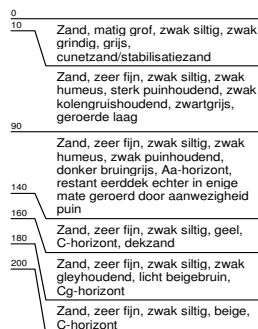 0
10
Zand, matig grof, zwak siltig, zwak
grindig, grijs,
cunetzand/stabilisatiezand
Zand, zeer fijn, zwak siltig, zwak
humeus, sterk puinhoudend, zwak
kolengruishoudend, zwartgrijs,
geroerde laag
90
Zand, zeer fijn, zwak siltig, zwak
humeus, zwak puinhoudend,
donker bruingrijs, Aa-horizont,
restant eerddek echter in enige
mate geroerd door aanwezigheid
puin
140
Zand, zeer fijn, zwak siltig, geel,
C-horizont, dekzand
160
Zand, zeer fijn, zwak siltig, zwak
gleyhoudend, licht beigebruin,
Cg-horizont
180
Zand, zeer fijn, zwak siltig, beige,
C-horizont
200